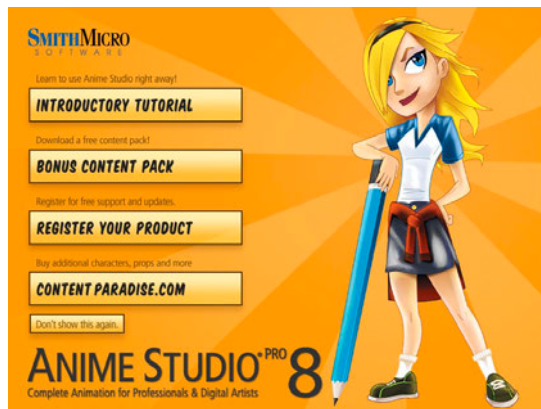 SMITHMICRO
SOFTWARE
Learn to use Anime Studio right away!
INTRODUCTORY TUTORIAL
Download a free content pack!
BONUS CONTENT PACK
Register for free support and updates.
REGISTER YOUR PRODUCT
Buy additional characters, props and more
CONTENT PARADISE.COM
Don't show this again.
ANIME STUDIO® PRO 8
Complete Animation for Professionals & Digital Artists